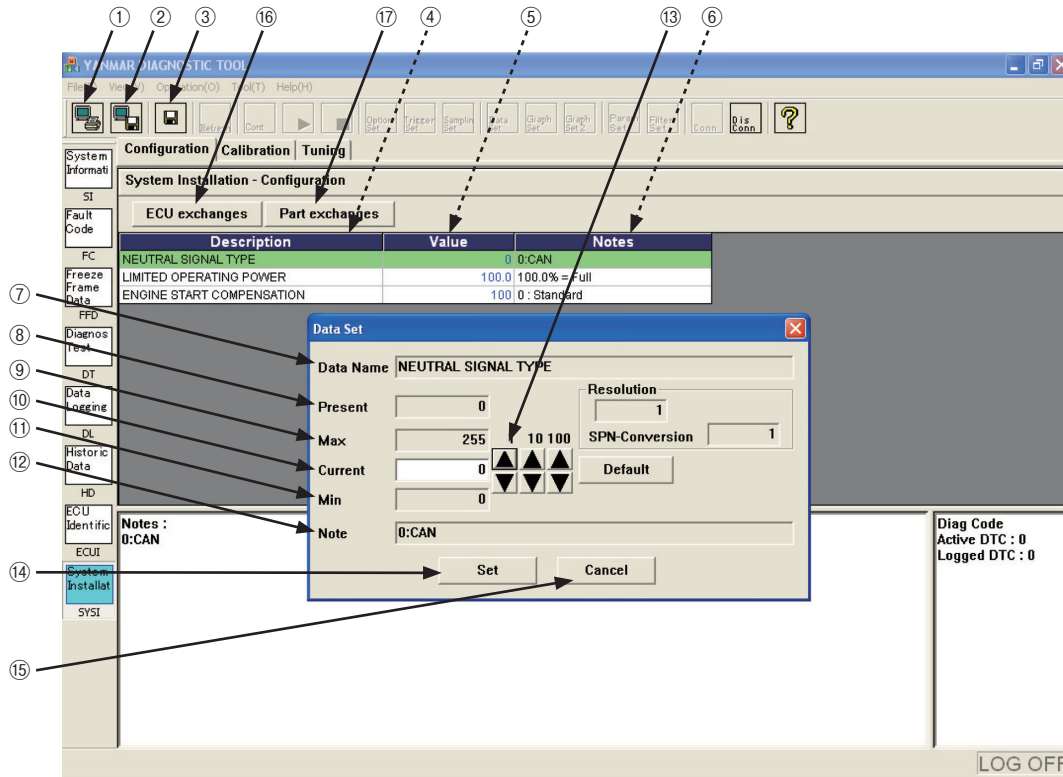 ① ② ③ ⑯ ⑰ ④ ⑤ ⑬ ⑥
YANMAR DIAGNOSTIC TOOL
Operation(O) Tool(T) Help(H)
Refresh Cont Option Set Trigger Set Samplin Set Data Set Graph Set Graph Set2 Param Set Filter Set Conn Dis Conn
Configuration Calibration Tuning
System Installation - Configuration
ECU exchanges Part exchanges
Description Value Notes
NEUTRAL SIGNAL TYPE 0 0:CAN
LIMITED OPERATING POWER 100.0 100.0% = Full
ENGINE START COMPENSATION 100 0 : Standard
System
Informati
SI
Fault
Code
FC
Freeze
Frame
Data
FFD
Diagnos
Test
DT
Data
Logging
DL
Historic
Data
HD
ECU
Identific
ECUI
System
Installat
SYSI
Data Set
⑦ Data Name NEUTRAL SIGNAL TYPE
⑧ Present 0
Resolution
1
SPN-Conversion 1
⑨ Max 255
10 100
⑩ Current 0
Default
⑪ Min 0
⑫ Note 0:CAN
⑭ Set Cancel
⑮
Notes :
0:CAN
Diag Code
Active DTC : 0
Logged DTC : 0
LOG OFF